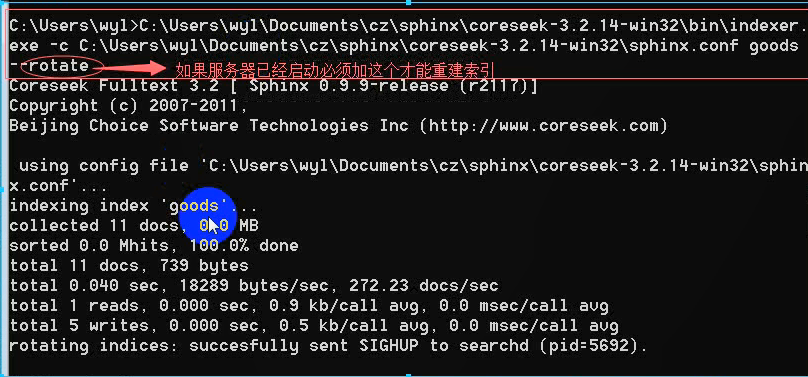 C:\Users\wyl>C:\Users\wyl\Documents\cz\sphinx\coreseek-3.2.14-win32\bin\indexer.
exe -c C:\Users\wyl\Documents\cz\sphinx\coreseek-3.2.14-win32\sphinx.conf goods
--rotate 如果服务器已经启动必须加这个才能重建索引
Coreseek Fulltext 3.2 [ Sphinx 0.9.9-release (r2117)]
Copyright (c) 2007-2011,
Beijing Choice Software Technologies Inc (http://www.coreseek.com)
using config file 'C:\Users\wyl\Documents\cz\sphinx\coreseek-3.2.14-win32\sphin
x.conf'...
indexing index 'goods'...
collected 11 docs, 0.0 MB
sorted 0.0 Mhits, 100.0% done
total 11 docs, 739 bytes
total 0.040 sec, 18289 bytes/sec, 272.23 docs/sec
total 1 reads, 0.000 sec, 0.9 kb/call avg, 0.0 msec/call avg
total 5 writes, 0.000 sec, 0.5 kb/call avg, 0.0 msec/call avg
rotating indices: succesfully sent SIGHUP to searchd (pid=5692).